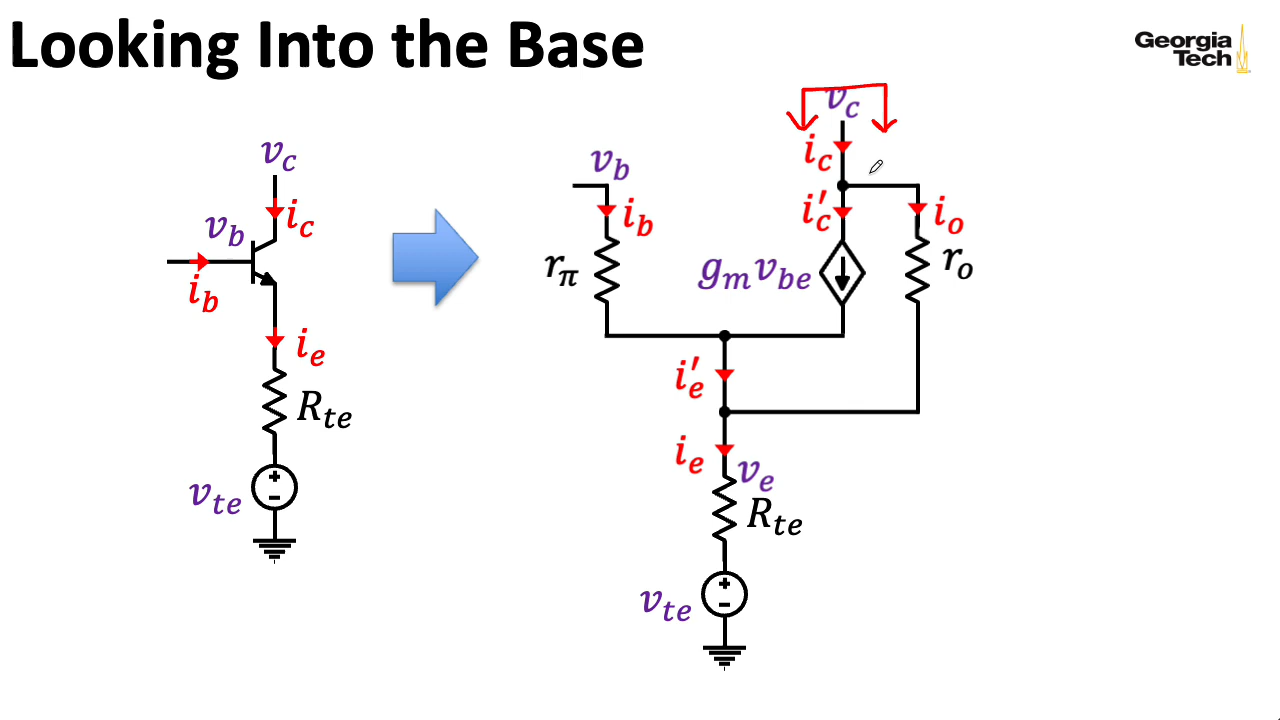 Looking Into the Base
Georgia
Tech
v_c
i_c
v_b
i_b
i_e
R_te
v_te
+
-
v_c
i_c
v_b
i_b
i'_c
i_o
r_π
g_m v_be
r_o
i'_e
i_e
v_e
R_te
v_te
+
-